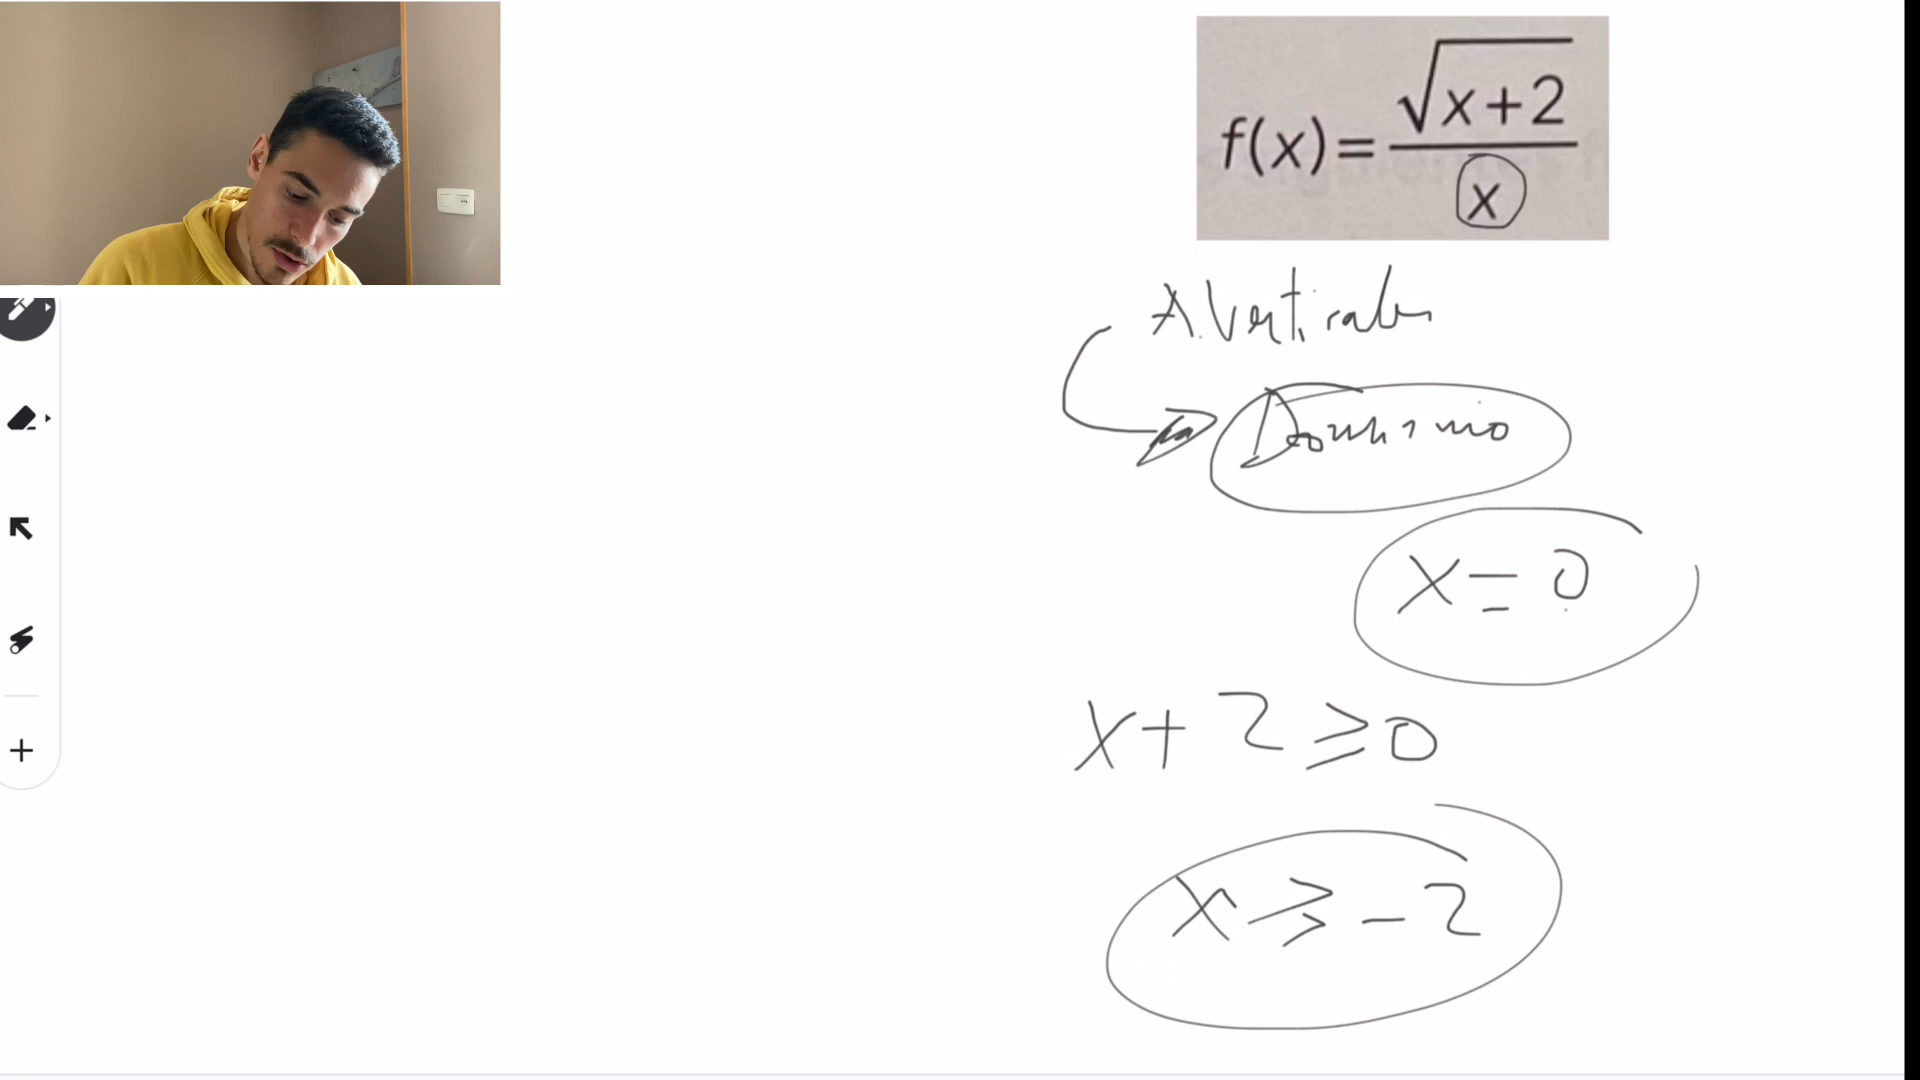 f(x) = √(x+2) / x
A. Verticales
Dominio
x = 0
x + 2 ≥ 0
x ≥ -2